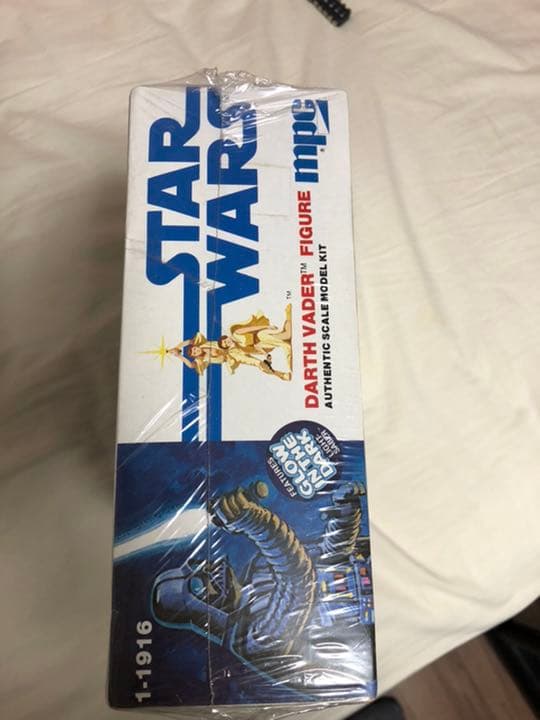 STAR
WARS
™
mpc
®
DARTH VADER™ FIGURE
AUTHENTIC SCALE MODEL KIT
FEATURES
GLOW
IN THE
DARK
LIGHT
SABER
1-1916